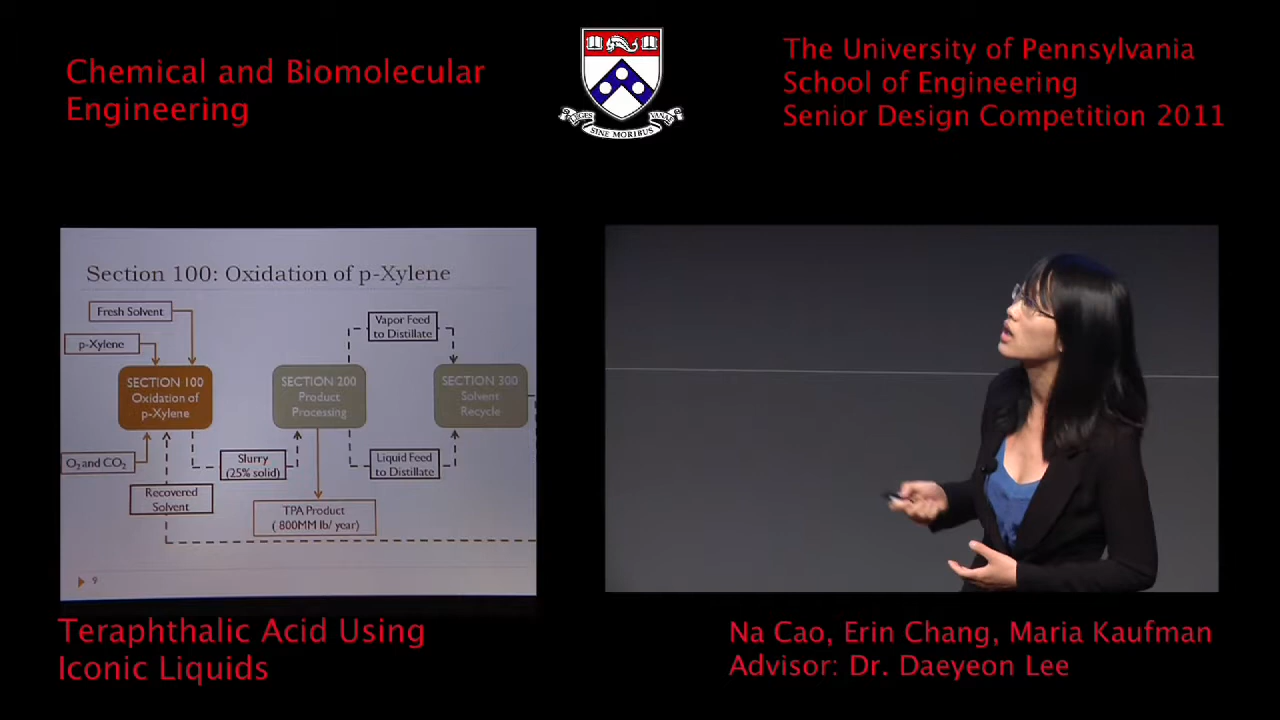 Chemical and Biomolecular
Engineering
SINE MORIBUS
The University of Pennsylvania
School of Engineering
Senior Design Competition 2011
Section 100: Oxidation of p-Xylene
Fresh Solvent
p-Xylene
Vapor Feed
to Distillate
SECTION 100
Oxidation of
p-Xylene
SECTION 200
Product
Processing
SECTION 300
Solvent
Recycle
O₂ and CO₂
Slurry
(25% solid)
Liquid Feed
to Distillate
Recovered
Solvent
TPA Product
( 800MM lb/ year)
9
Teraphthalic Acid Using
Iconic Liquids
Na Cao, Erin Chang, Maria Kaufman
Advisor: Dr. Daeyeon Lee